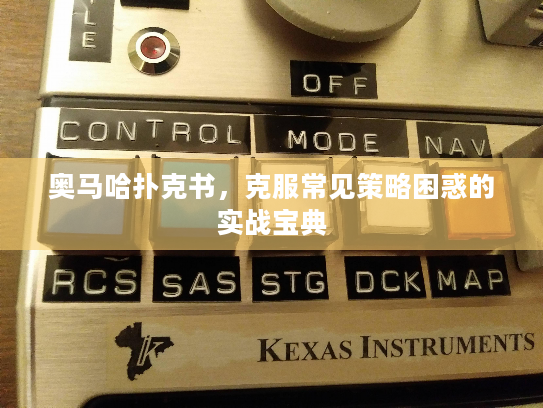 YLE
OFF
CONTROL MODE NAV
奥马哈扑克书，克服常见策略困惑的
实战宝典
RCS SAS STG DCK MAP
K KEXAS INSTRUMENTS